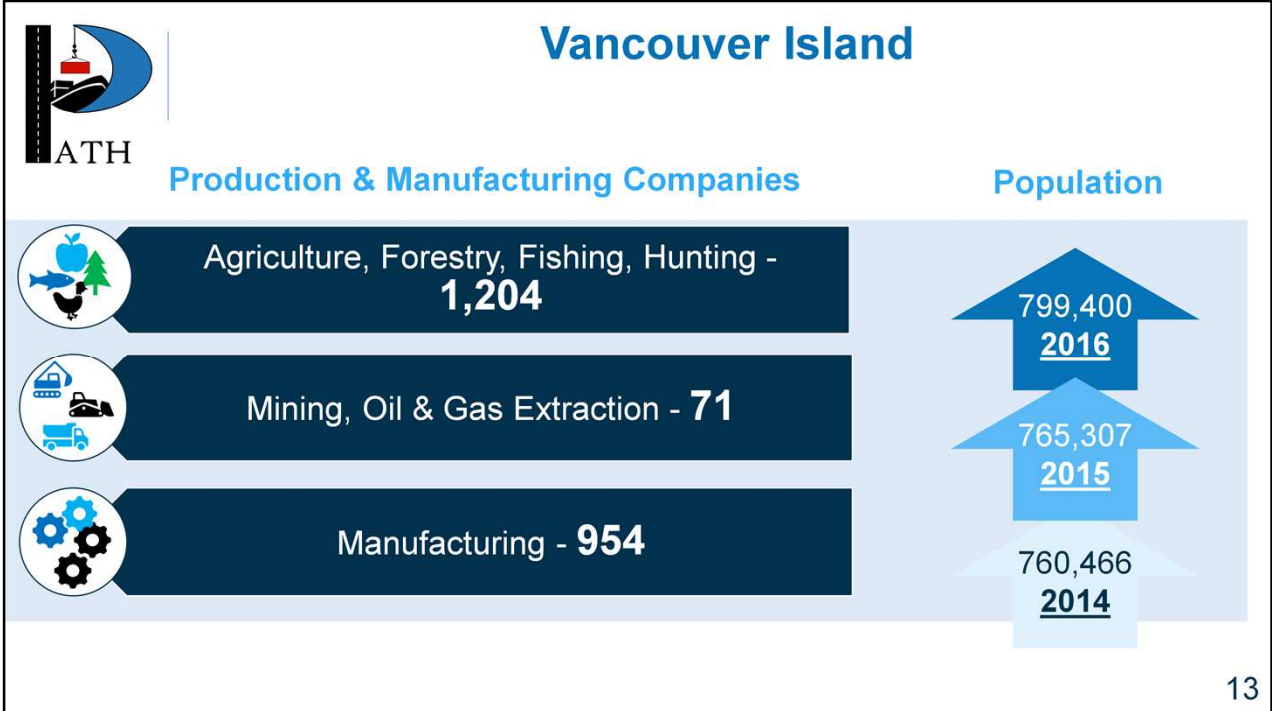 Vancouver Island
PATH
Production & Manufacturing Companies
Agriculture, Forestry, Fishing, Hunting -
1,204
Mining, Oil & Gas Extraction - 71
Manufacturing - 954
Population
799,400
2016
765,307
2015
760,466
2014
13